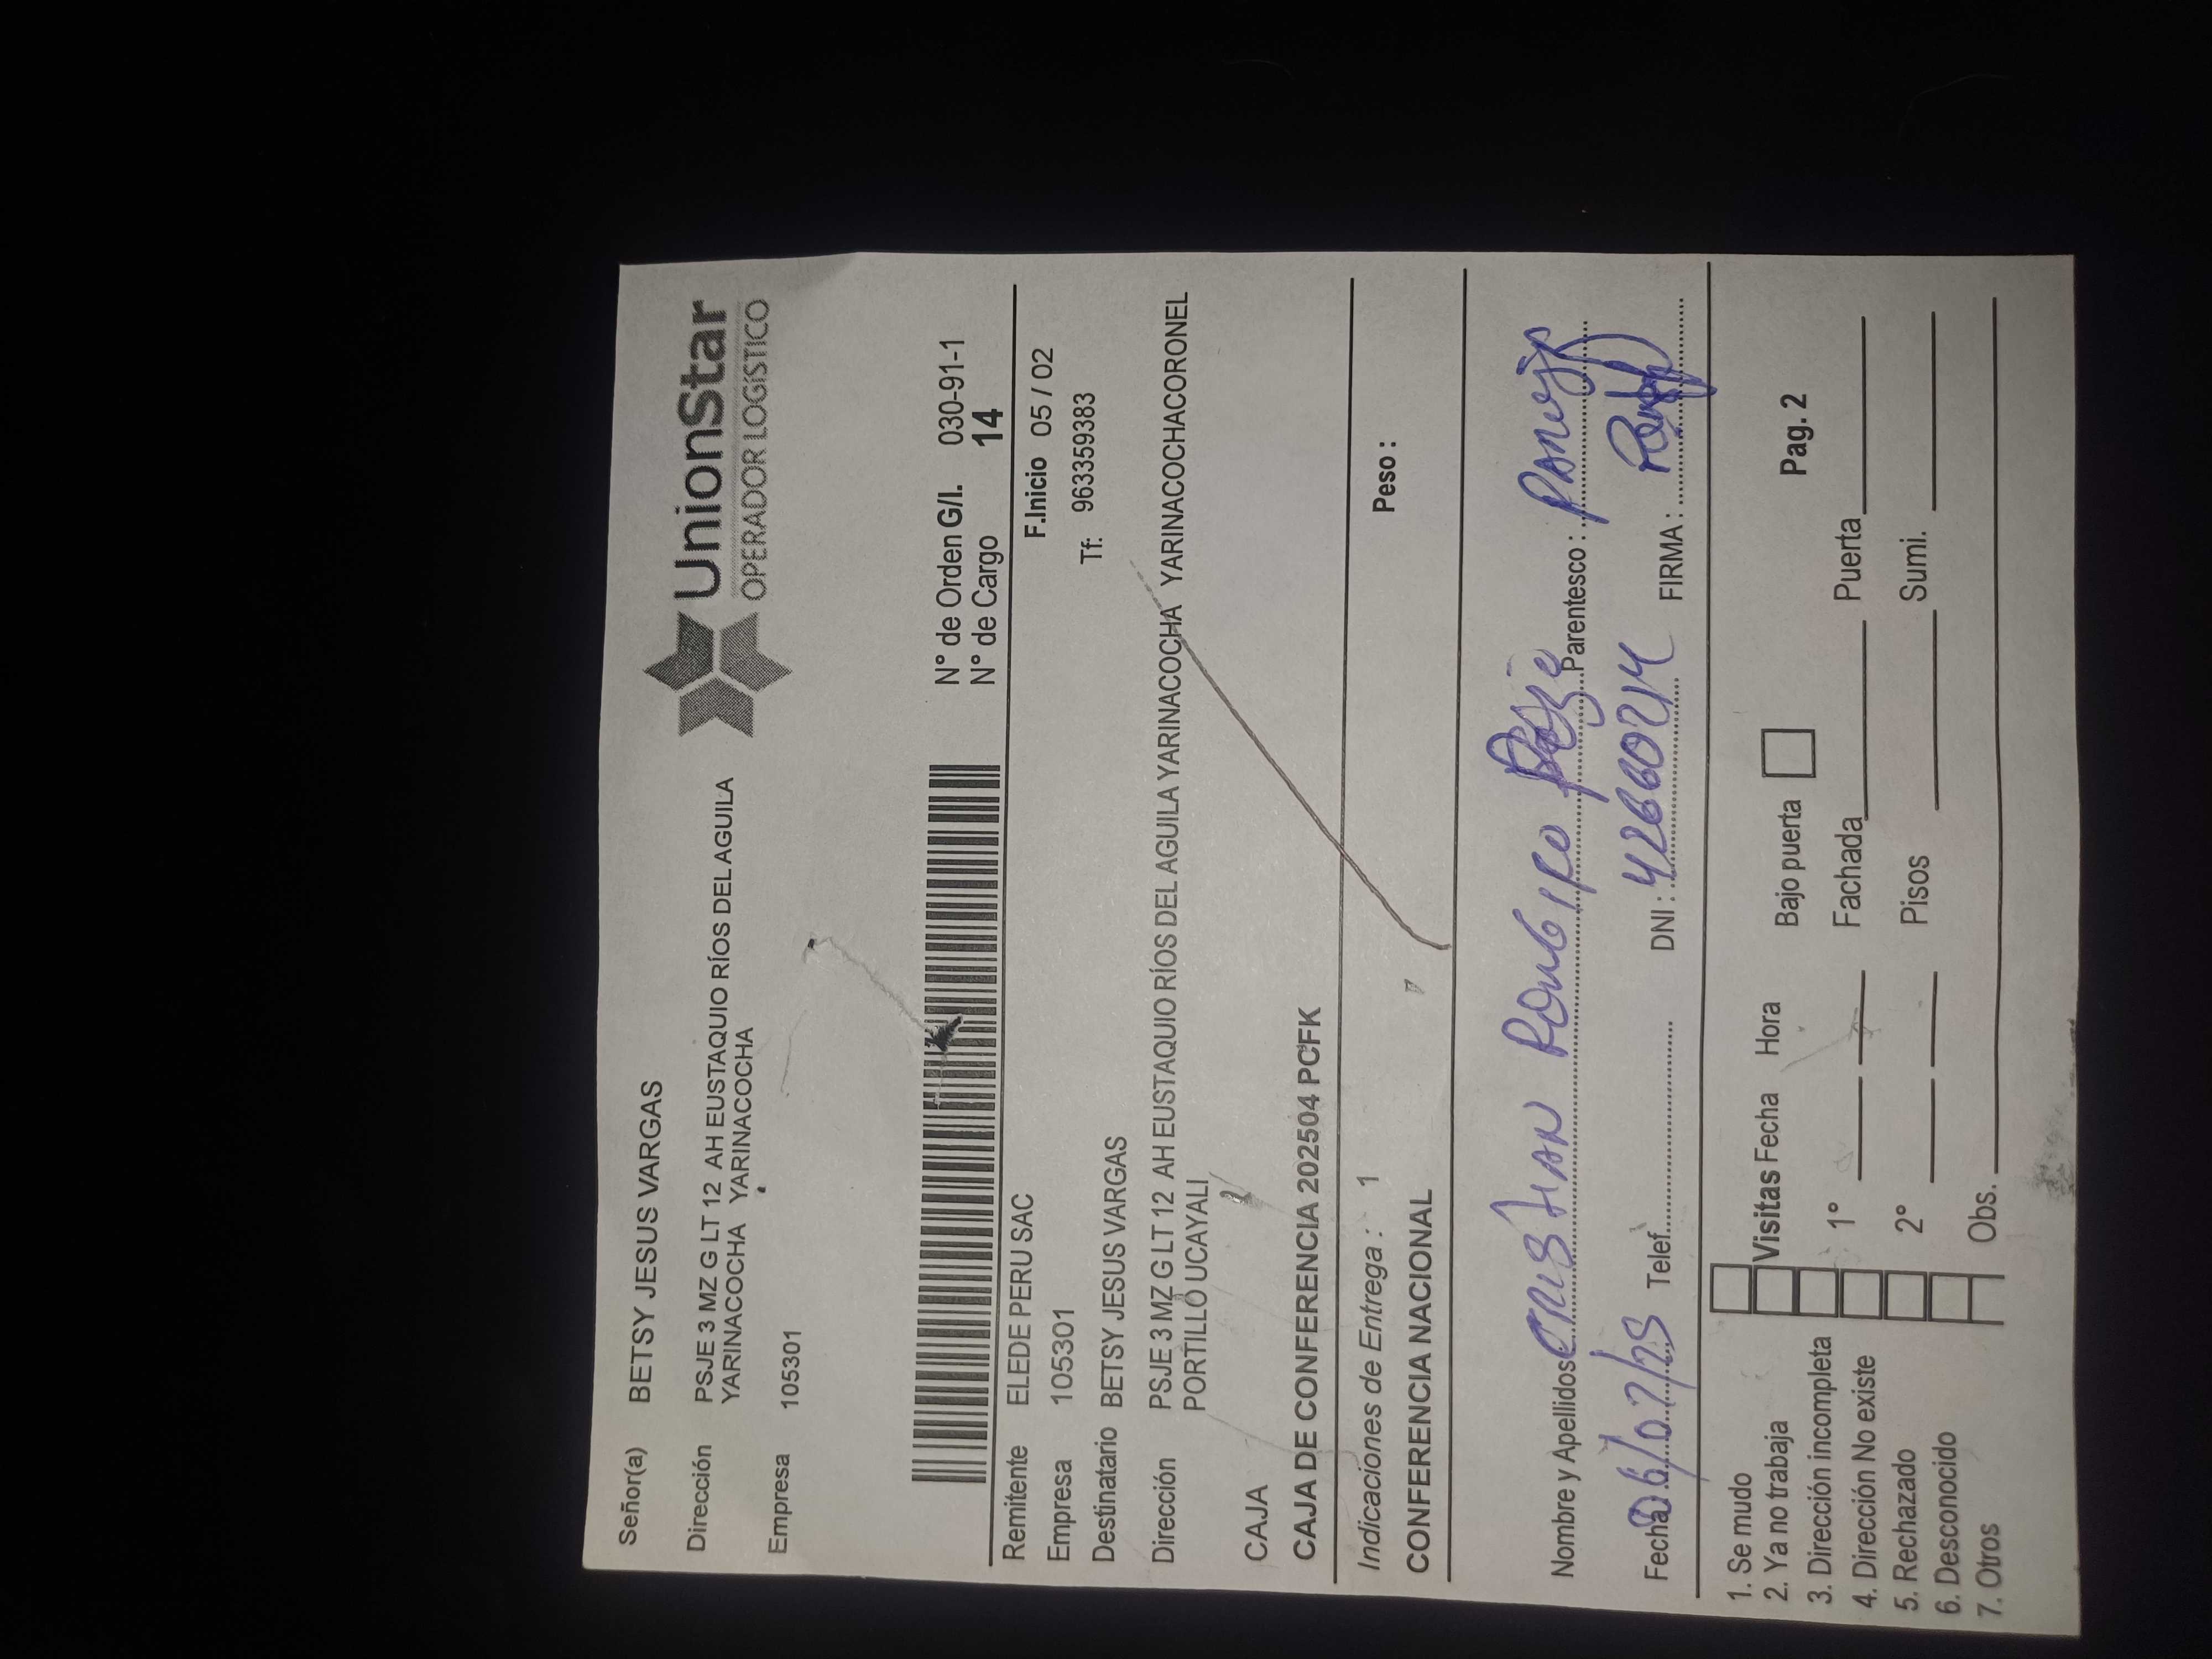 UnionStar
OPERADOR LOGÍSTICO
Señor(a) BETSY JESUS VARGAS
Dirección PSJE 3 MZ G LT 12 AH EUSTAQUIO RÍOS DEL AGUILA
YARINACOCHA YARINACOCHA
Empresa 105301
N° de Orden G/I. 030-91-1
N° de Cargo 14
Remitente ELEDE PERU SAC F.Inicio 05 / 02
Empresa 105301 Tf. 963359383
Destinatario BETSY JESUS VARGAS
Dirección PSJE 3 MZ G LT 12 AH EUSTAQUIO RÍOS DEL AGUILA YARINACOCHA YARINACOCHACORONEL
PORTILLO UCAYALI
CAJA
CAJA DE CONFERENCIA 202504 PCFK
Indicaciones de Entrega : 1 Peso :
CONFERENCIA NACIONAL
Nombre y Apellidos CRISTIAN Parentesco :
Fecha Telef. DNI : 42660214 FIRMA :
1. Se mudo
2. Ya no trabaja Visitas Fecha Hora Bajo puerta Pag. 2
3. Dirección incompleta
4. Dirección No existe 1° Fachada Puerta
5. Rechazado 2° Pisos Sumi.
6. Desconocido
7. Otros Obs.